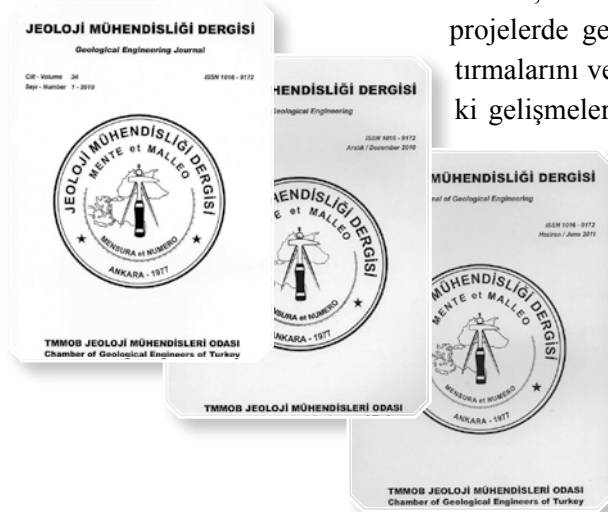 projelerde ge
tırmalarını ve
ki gelişmeler
JEOLOJİ MÜHENDİSLİĞİ DERGİSİ
Geological Engineering Journal
Cilt - Volume 34
Sayı - Number 1 - 2010
ISSN 1016 - 9172
JEOLOJİ MÜHENDİSLİĞİ DERGİSİ
MENTE et MALLEO
MENSURA et NUMERO
ANKARA - 1977
TMMOB JEOLOJİ MÜHENDİSLERİ ODASI
Chamber of Geological Engineers of Turkey
HENDİSLİĞİ DERGİSİ
Geological Engineering
ISSN 1016 - 9172
Aralık / December 2010
HENDİSLİĞİ DERGİSİ
TE et MALLEO
NSURA et NUMERO
NKARA - 1977
TMMOB JEOLOJİ MÜHENDİSLERİ ODASI
MÜHENDİSLİĞİ DERGİSİ
nal of Geological Engineering
ISSN 1016 - 9172
Haziran / June 2011
MÜHENDİSLİĞİ DERGİSİ
MENTE et MALLEO
MENSURA et NUMERO
ANKARA - 1977
TMMOB JEOLOJİ MÜHENDİSLERİ ODASI
Chamber of Geological Engineers of Turkey